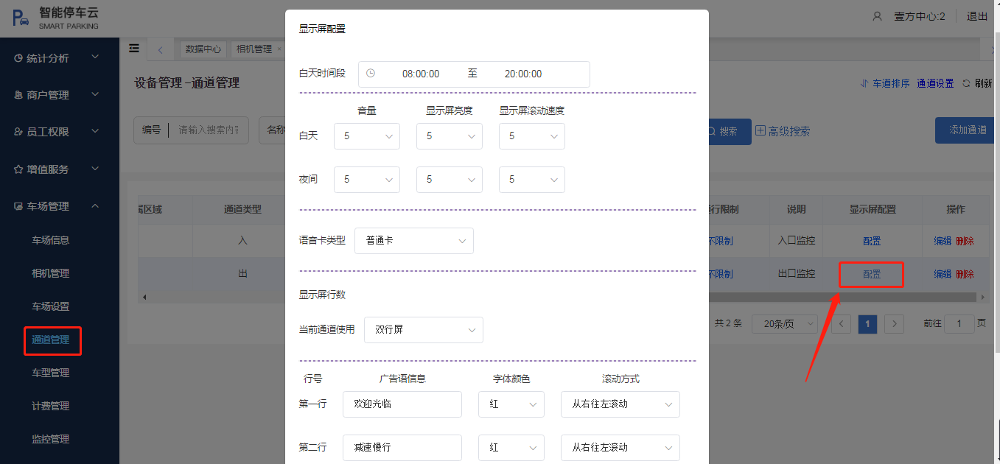 智能停车云
SMART PARKING
壹方中心:2
退出
统计分析
商户管理
员工权限
增值服务
车场管理
车场信息
相机管理
车场设置
通道管理
车型管理
计费管理
监控管理
数据中心
相机管理 ×
设备管理 -通道管理
车道排序 通道设置 刷新
编号 请输入搜索内容
名称
搜索
高级搜索
添加通道
属区域 通道类型 通行限制 说明 显示屏配置 操作
入 不限制 入口监控 配置 编辑 删除
出 不限制 出口监控 配置 编辑 删除
共 2 条 20条/页 1 前往 1 页
显示屏配置
白天时间段 08:00:00 至 20:00:00
音量 显示屏亮度 显示屏滚动速度
白天 5 5 5
夜间 5 5 5
语音卡类型 普通卡
显示屏行数
当前通道使用 双行屏
行号 广告语信息 字体颜色 滚动方式
第一行 欢迎光临 红 从右往左滚动
第二行 减速慢行 红 从右往左滚动